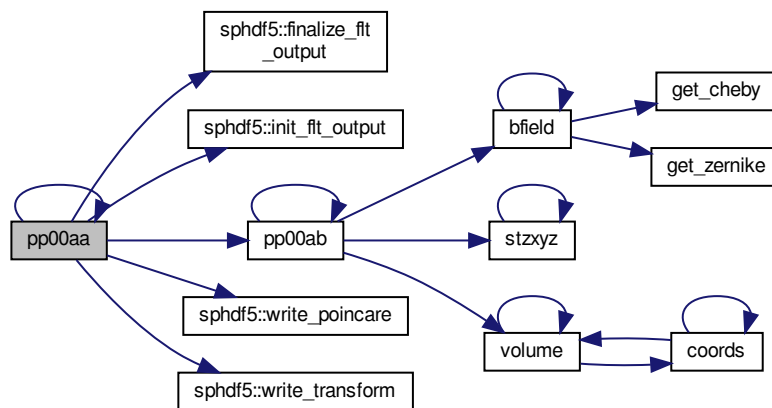 sphdf5::finalize_flt
_output
sphdf5::init_flt_output
pp00aa
pp00ab
sphdf5::write_poincare
sphdf5::write_transform
bfield
stzxyz
volume
get_cheby
get_zernike
coords